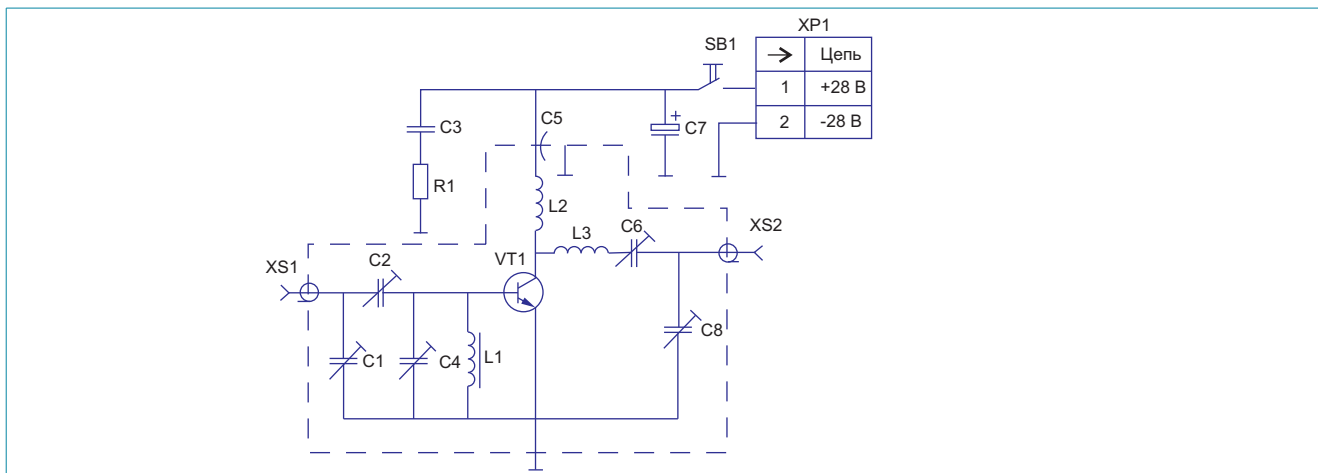 XP1
SB1
Цепь
1 +28 В
2 -28 В
C3
C5
+
C7
R1
L2
XS2
C6
L3
C2
VT1
XS1
C8
C1
C4
L1